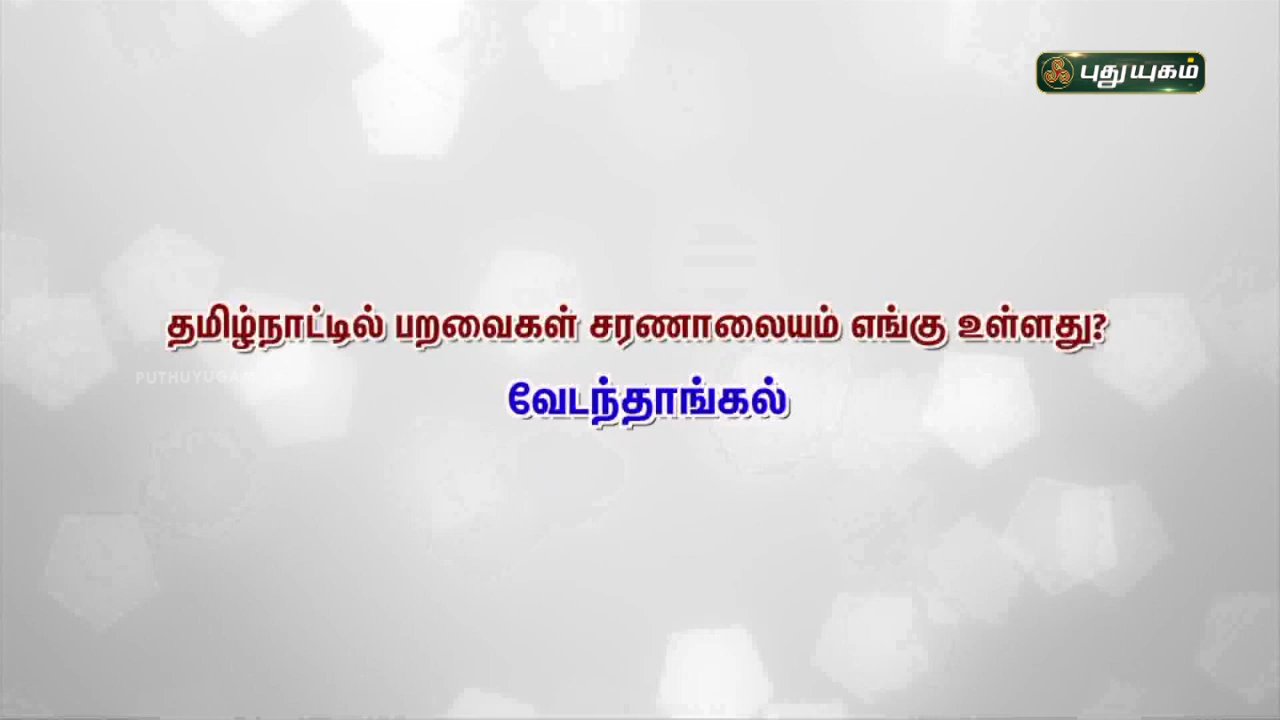 புதுயுகம்
தமிழ்நாட்டில் பறவைகள் சரணாலையம் எங்கு உள்ளது?
வேடந்தாங்கல்